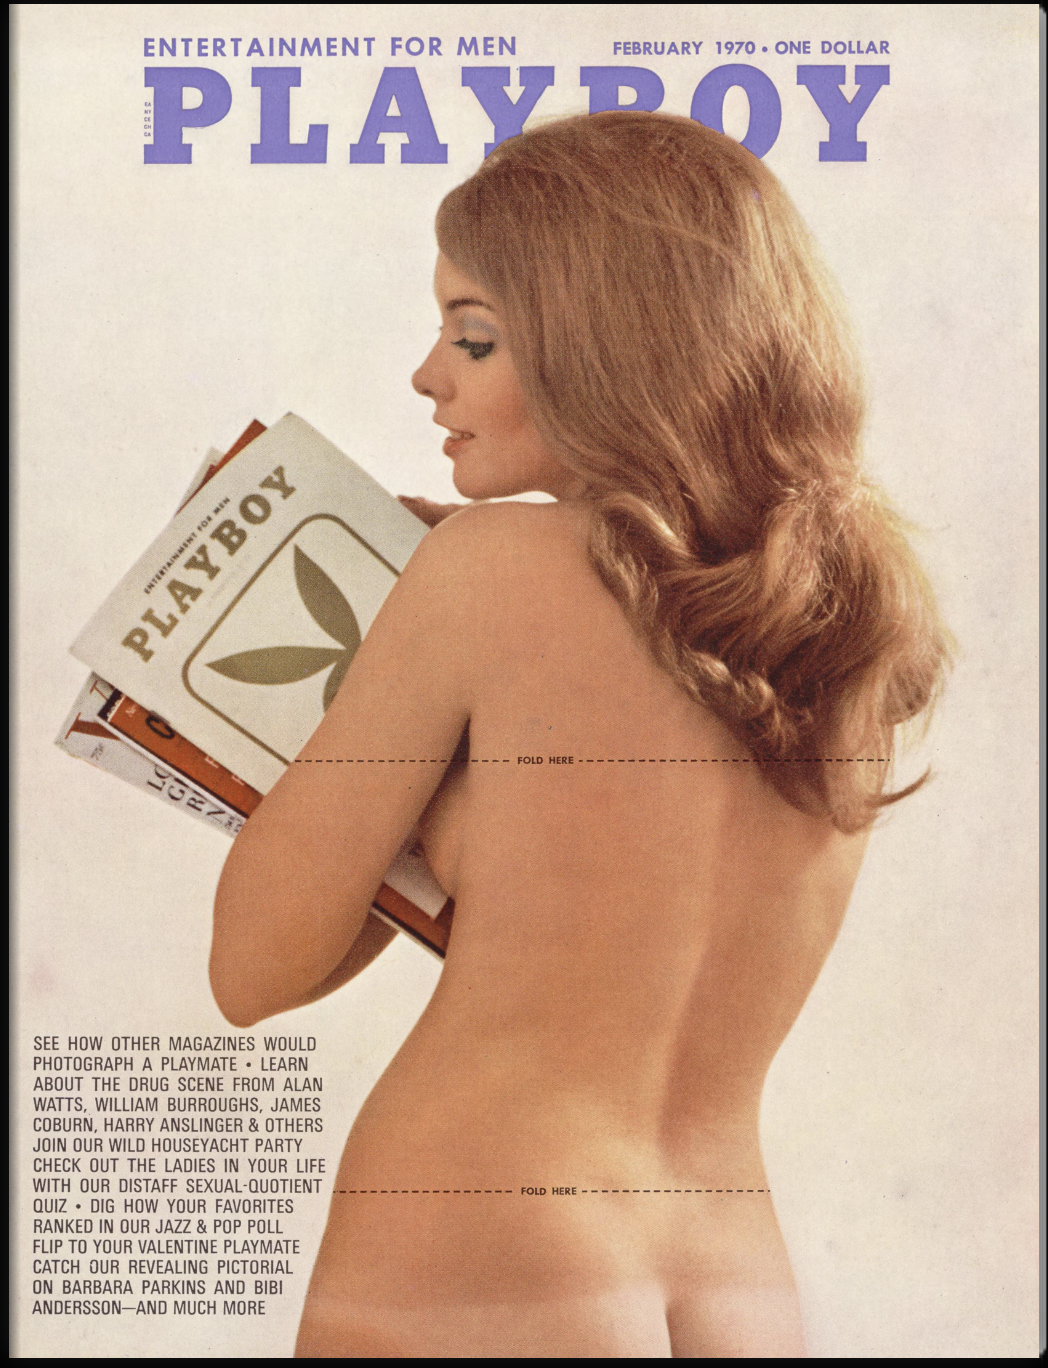 ENTERTAINMENT FOR MEN
FEBRUARY 1970 • ONE DOLLAR
PLAYBOY
ENTERTAINMENT FOR MEN
PLAYBOY
FOLD HERE
SEE HOW OTHER MAGAZINES WOULD
PHOTOGRAPH A PLAYMATE • LEARN
ABOUT THE DRUG SCENE FROM ALAN
WATTS, WILLIAM BURROUGHS, JAMES
COBURN, HARRY ANSLINGER & OTHERS
JOIN OUR WILD HOUSEYACHT PARTY
CHECK OUT THE LADIES IN YOUR LIFE
WITH OUR DISTAFF SEXUAL-QUOTIENT
QUIZ • DIG HOW YOUR FAVORITES
RANKED IN OUR JAZZ & POP POLL
FLIP TO YOUR VALENTINE PLAYMATE
CATCH OUR REVEALING PICTORIAL
ON BARBARA PARKINS AND BIBI
ANDERSSON—AND MUCH MORE
FOLD HERE